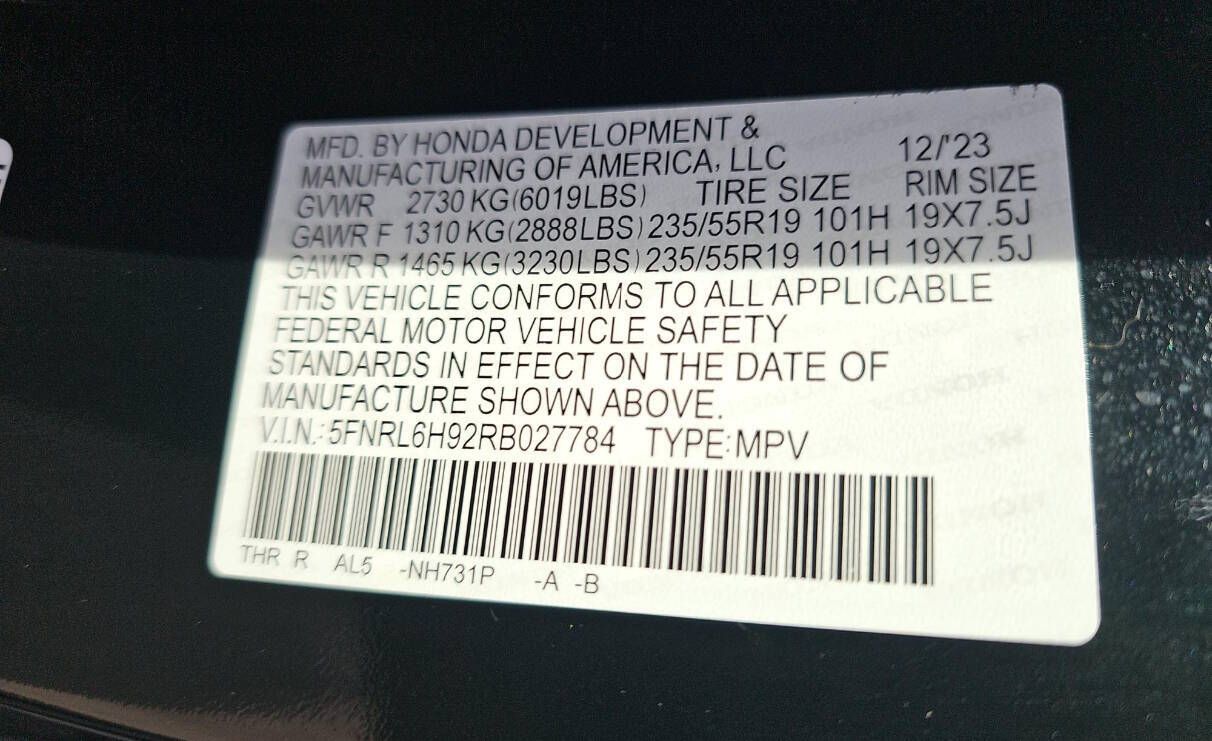 MFD. BY HONDA DEVELOPMENT &
MANUFACTURING OF AMERICA, LLC 12/'23
GVWR 2730 KG(6019LBS) TIRE SIZE RIM SIZE
GAWR F 1310 KG(2888LBS) 235/55R19 101H 19X7.5J
GAWR R 1465 KG(3230LBS) 235/55R19 101H 19X7.5J
THIS VEHICLE CONFORMS TO ALL APPLICABLE
FEDERAL MOTOR VEHICLE SAFETY
STANDARDS IN EFFECT ON THE DATE OF
MANUFACTURE SHOWN ABOVE.
V.I.N.: 5FNRL6H92RB027784 TYPE:MPV
THR R AL5 -NH731P -A -B